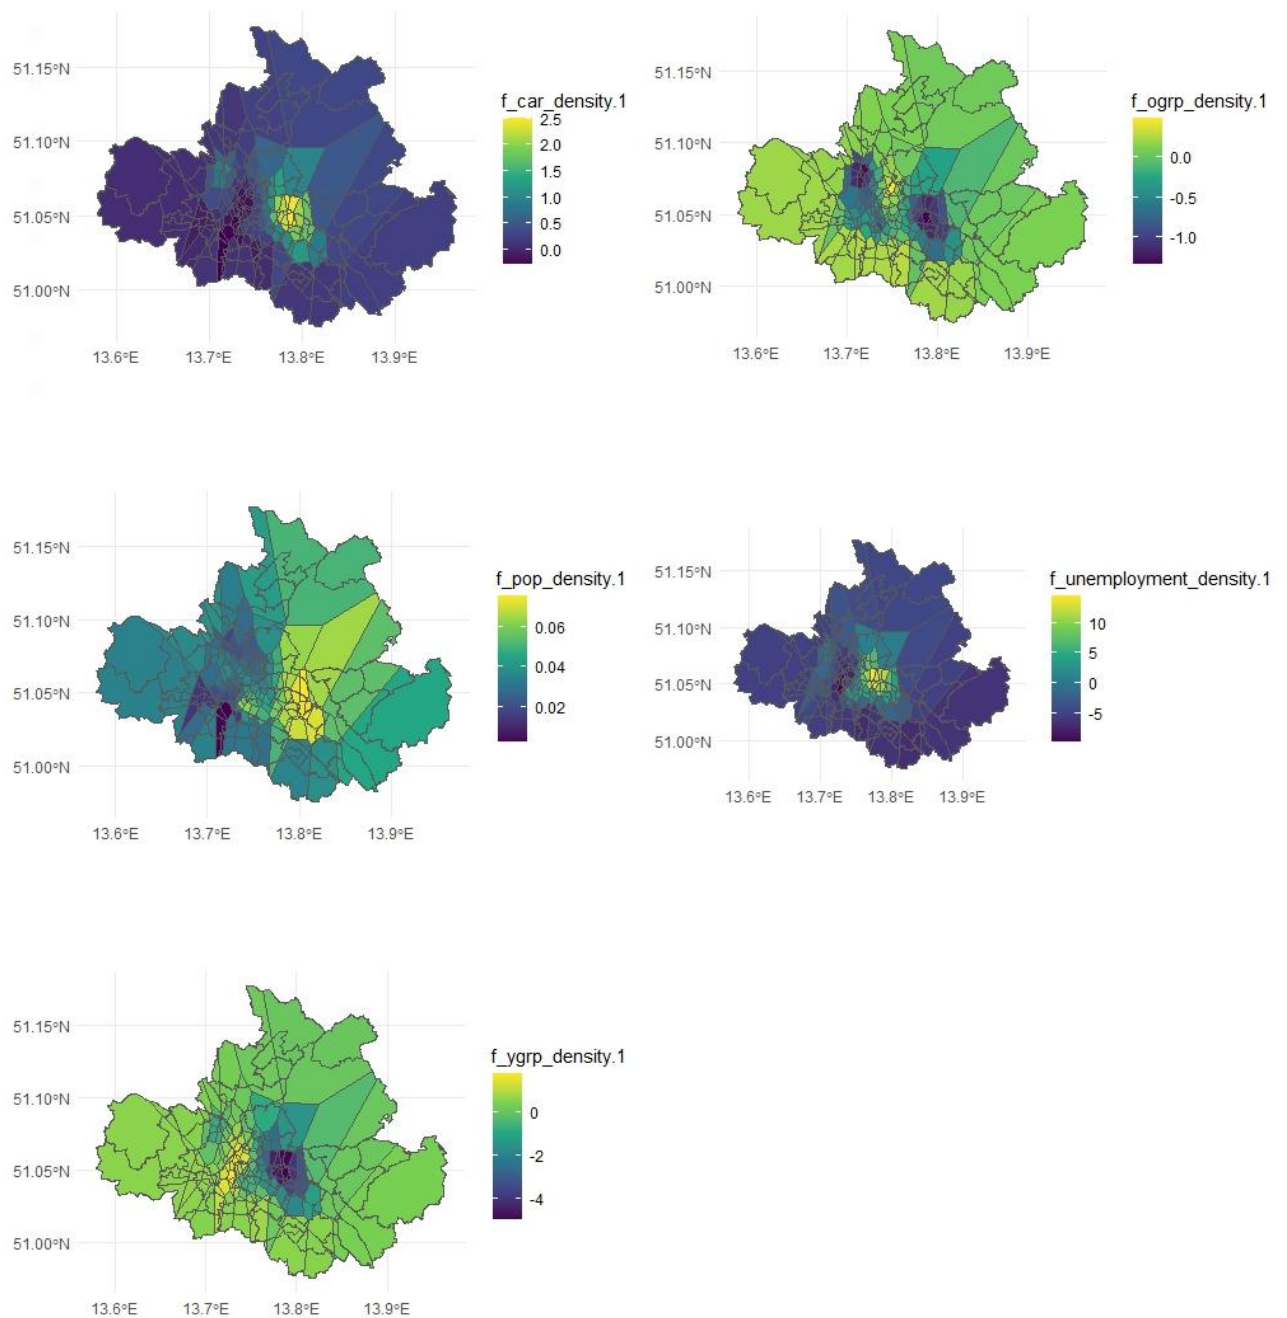 f_car_density.1
2.5
2.0
1.5
1.0
0.5
0.0
51.15°N
51.10°N
51.05°N
51.00°N
13.6°E 13.7°E 13.8°E 13.9°E
f_ogrp_density.1
0.0
-0.5
-1.0
51.15°N
51.10°N
51.05°N
51.00°N
13.6°E 13.7°E 13.8°E 13.9°E
f_pop_density.1
0.06
0.04
0.02
51.15°N
51.10°N
51.05°N
51.00°N
13.6°E 13.7°E 13.8°E 13.9°E
f_unemployment_density.1
10
5
0
-5
51.15°N
51.10°N
51.05°N
51.00°N
13.6°E 13.7°E 13.8°E 13.9°E
f_ygrp_density.1
0
-2
-4
51.15°N
51.10°N
51.05°N
51.00°N
13.6°E 13.7°E 13.8°E 13.9°E